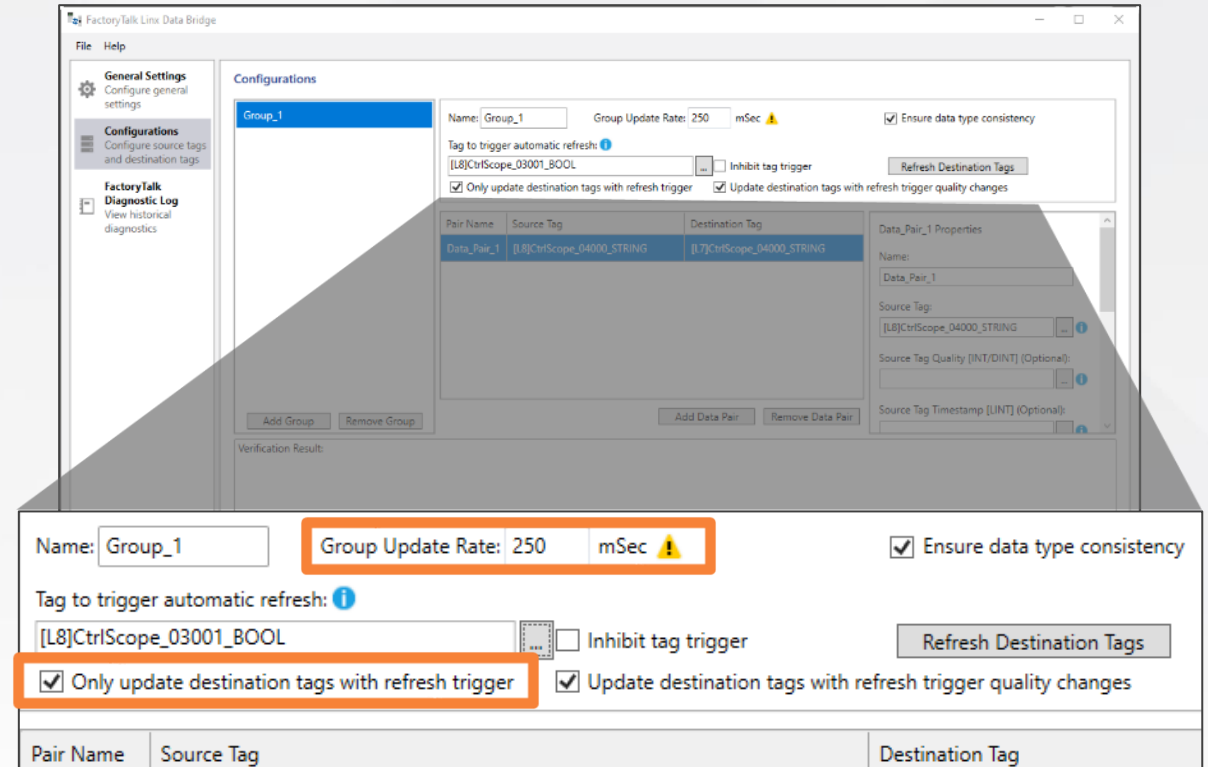 FactoryTalk Linx Data Bridge
File Help
General Settings
Configure general
settings
Configurations
Configure source tags
and destination tags
FactoryTalk
Diagnostic Log
View historical
diagnostics
Configurations
Group_1
Name: Group_1 Group Update Rate: 250 mSec Ensure data type consistency
Tag to trigger automatic refresh:
[L8]CtrlScope_03001_BOOL ... Inhibit tag trigger Refresh Destination Tags
Only update destination tags with refresh trigger Update destination tags with refresh trigger quality changes
Pair Name Source Tag Destination Tag
Data_Pair_1 [L8]CtrlScope_04000_STRING [L7]CtrlScope_04000_STRING
Data_Pair_1 Properties
Name:
Data_Pair_1
Source Tag:
[L8]CtrlScope_04000_STRING ...
Source Tag Quality [INT/DINT] (Optional):
...
Source Tag Timestamp [LINT] (Optional):
Add Group Remove Group
Add Data Pair Remove Data Pair
Verification Result:
Name: Group_1 Group Update Rate: 250 mSec Ensure data type consistency
Tag to trigger automatic refresh:
[L8]CtrlScope_03001_BOOL ... Inhibit tag trigger Refresh Destination Tags
Only update destination tags with refresh trigger Update destination tags with refresh trigger quality changes
Pair Name Source Tag Destination Tag